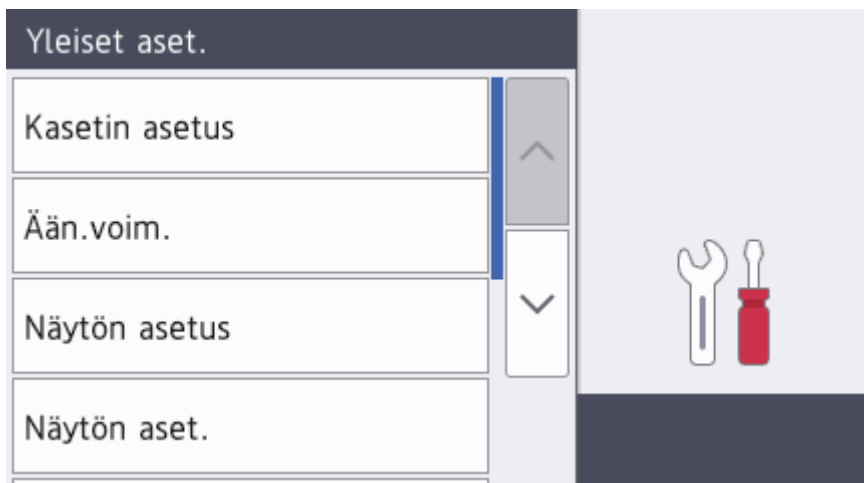 Yleiset aset.
Kasetin asetus
Ään.voim.
Näytön asetus
Näytön aset.